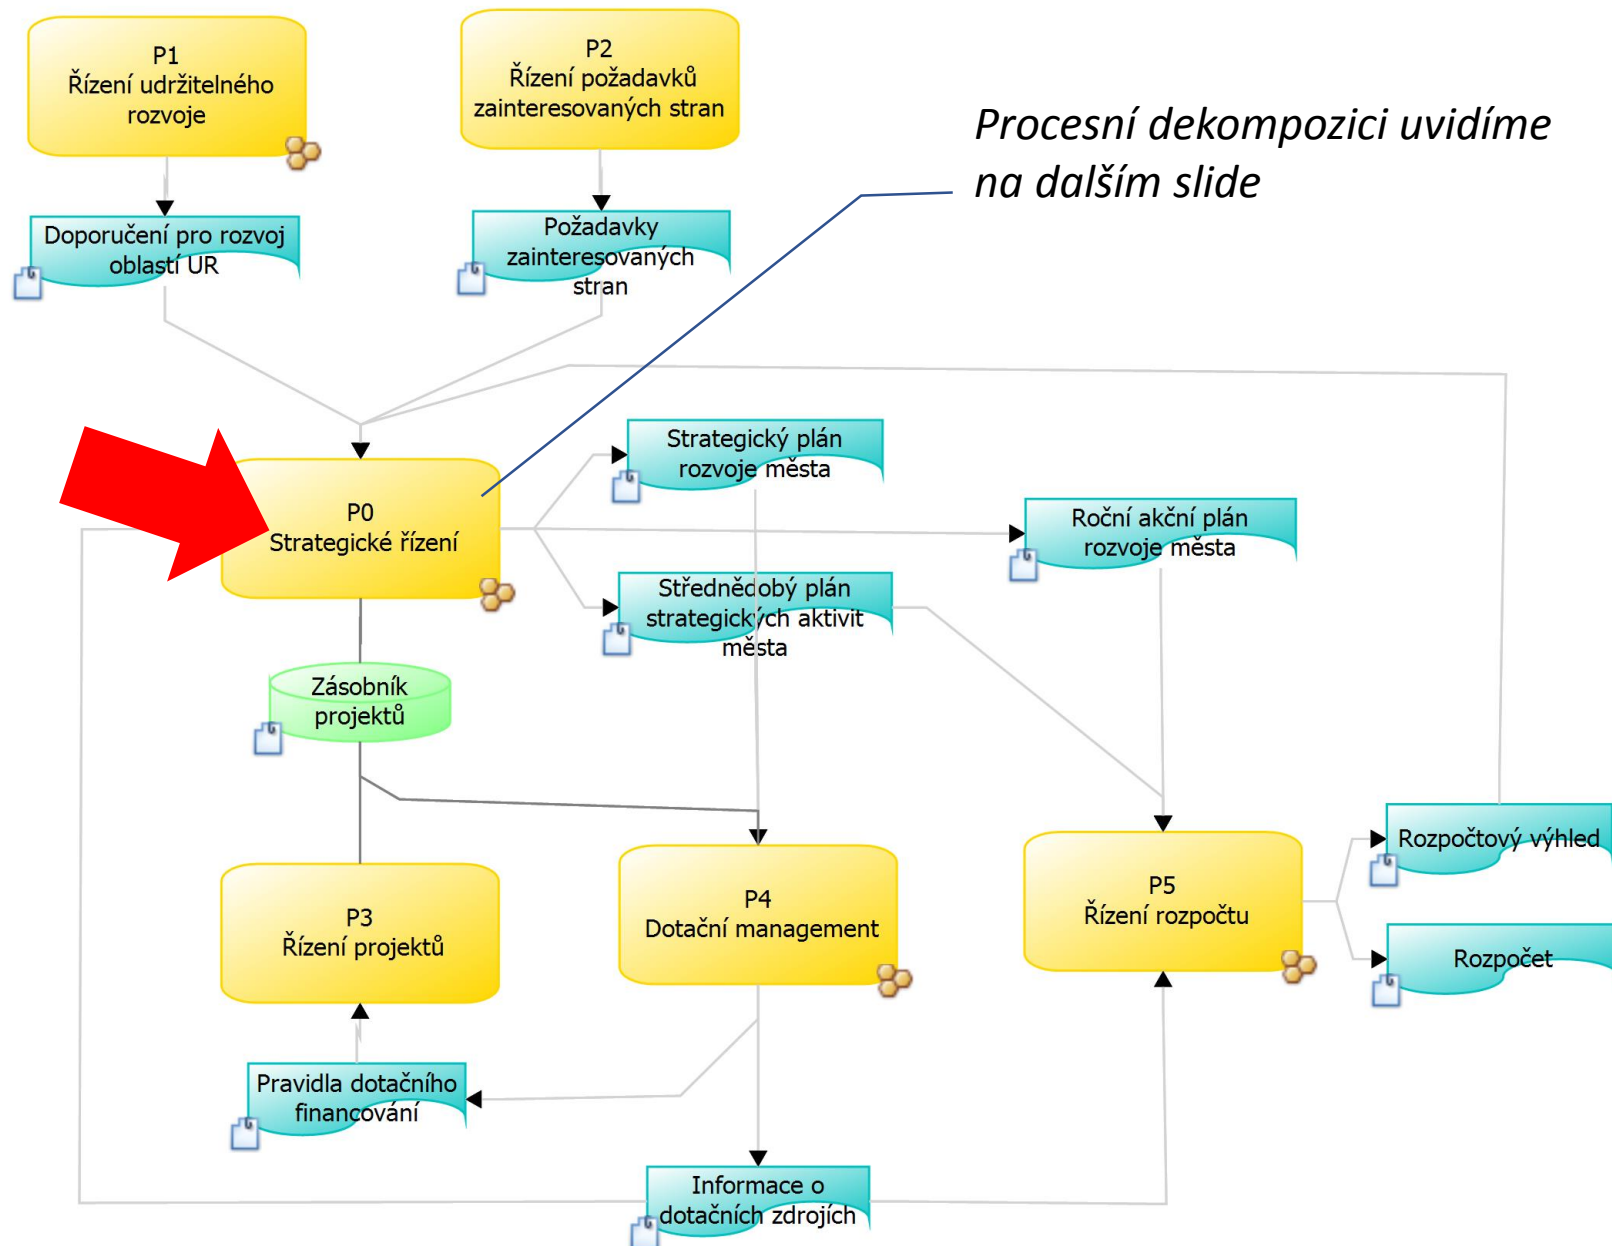 P1
Řízení udržitelného
rozvoje
P2
Řízení požadavků
zainteresovaných stran
Procesní dekompozici uvidíme
na dalším slide
Doporučení pro rozvoj
oblastí UR
Požadavky
zainteresovaných
stran
P0
Strategické řízení
Strategický plán
rozvoje města
Roční akční plán
rozvoje města
Střednědobý plán
strategických aktivit
města
Zásobník
projektů
P3
Řízení projektů
P4
Dotační management
P5
Řízení rozpočtu
Rozpočtový výhled
Rozpočet
Pravidla dotačního
financování
Informace o
dotačních zdrojích